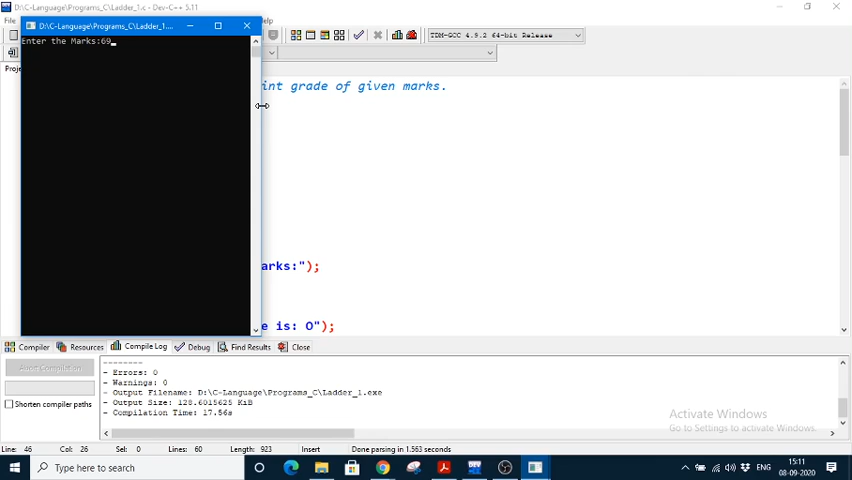 D:\C-Language\Programs_C\Ladder_1.c - Dev-C++ 5.11
File
elp
D:\C-Language\Programs_C\Ladder_1....
TDM-GCC 4.9.2 64-bit Release
Enter the Marks:69
Proje
int grade of given marks.
arks:");
e is: O");
Compiler
Resources
Compile Log
Debug
Find Results
Close
Abort Compilation
Shorten compiler paths
--------
- Errors: 0
- Warnings: 0
- Output Filename: D:\C-Language\Programs_C\Ladder_1.exe
- Output Size: 128.6015625 KiB
- Compilation Time: 17.56s
Activate Windows
Go to Settings to activate Windows.
Line: 46 Col: 26 Sel: 0 Lines: 60 Length: 923 Insert Done parsing in 1.563 seconds
Type here to search
ENG
15:11
08-09-2020